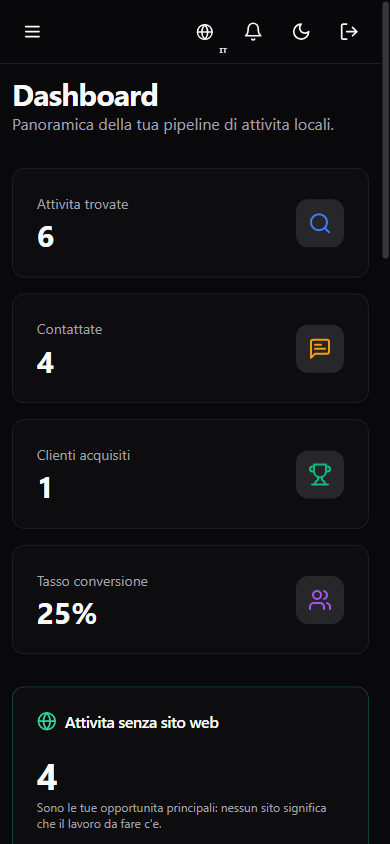 IT
Dashboard
Panoramica della tua pipeline di attivita locali.
Attivita trovate
6
Contattate
4
Clienti acquisiti
1
Tasso conversione
25%
Attivita senza sito web
4
Sono le tue opportunita principali: nessun sito significa
che il lavoro da fare c'e.